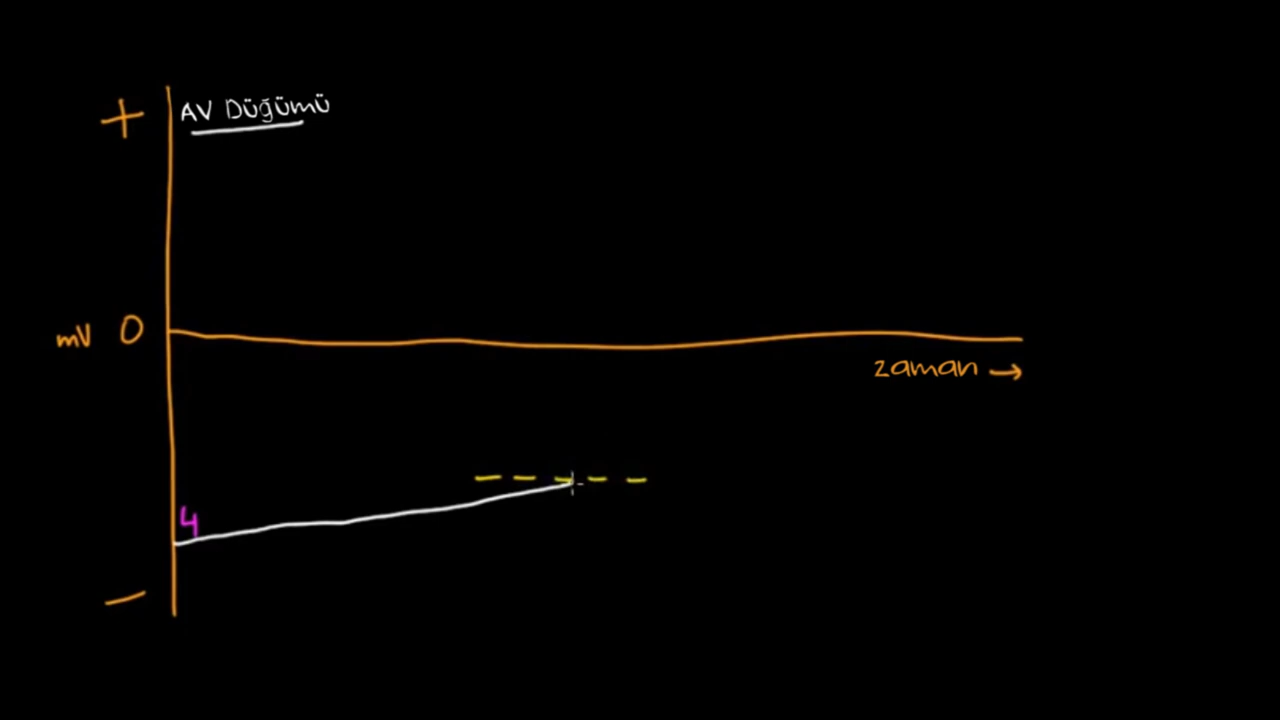 +
AV Düğümü
mV 0
zaman →
4
−